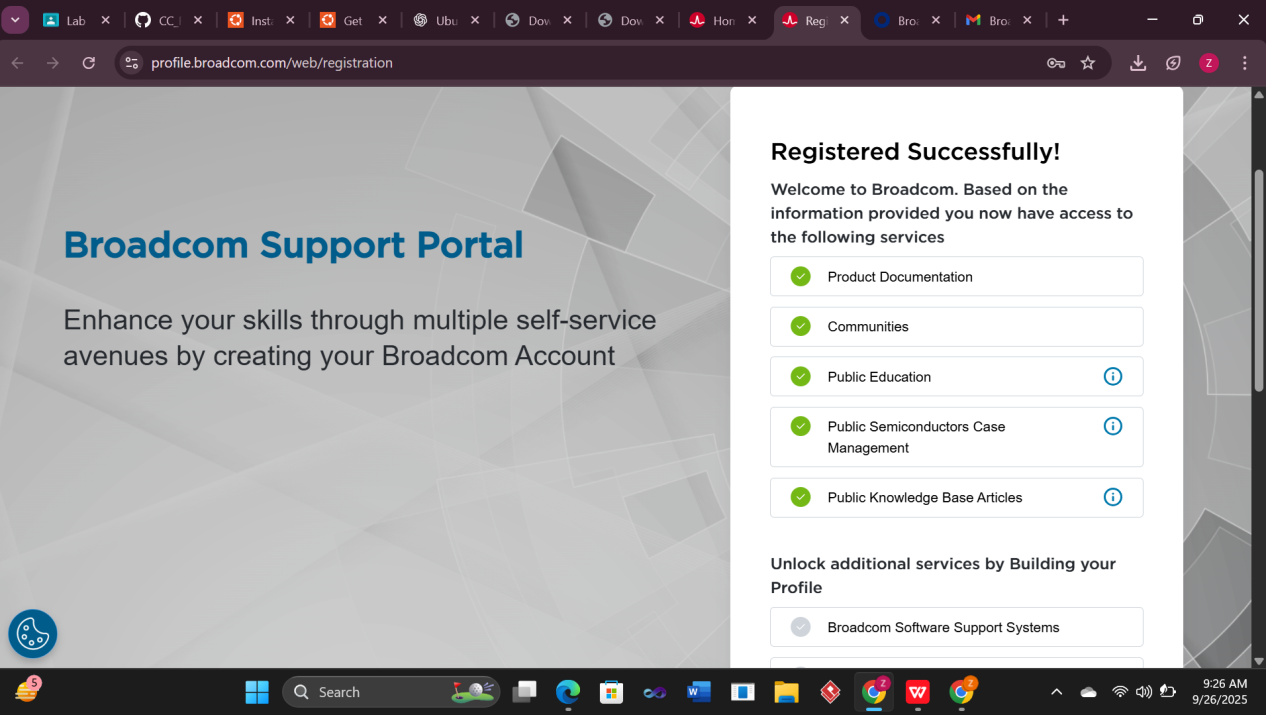 Lab
CC_
Insta
Get
Ubu
Dow
Dow
Hom
Regi
Broa
Broa
profile.broadcom.com/web/registration
Z
Broadcom Support Portal
Enhance your skills through multiple self-service
avenues by creating your Broadcom Account
Registered Successfully!
Welcome to Broadcom. Based on the
information provided you now have access to
the following services
Product Documentation
Communities
Public Education
Public Semiconductors Case
Management
Public Knowledge Base Articles
Unlock additional services by Building your
Profile
Broadcom Software Support Systems
5
Search
Z
Z
9:26 AM
9/26/2025